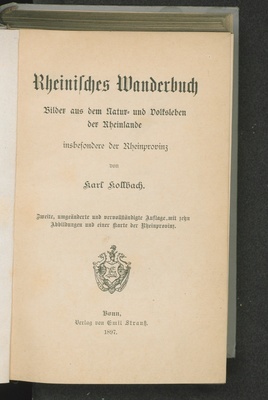 Rheinisches Wanderbuch
Bilder aus dem Natur- und Volksleben
der Rheinlande
insbesondere der Rheinprovinz
von
Karl Kollbach.
Zweite, umgeänderte und vervollständigte Auflage, mit zehn
Abbildungen und einer Karte der Rheinprovinz.
Bonn,
Verlag von Emil Strauß.
1897.